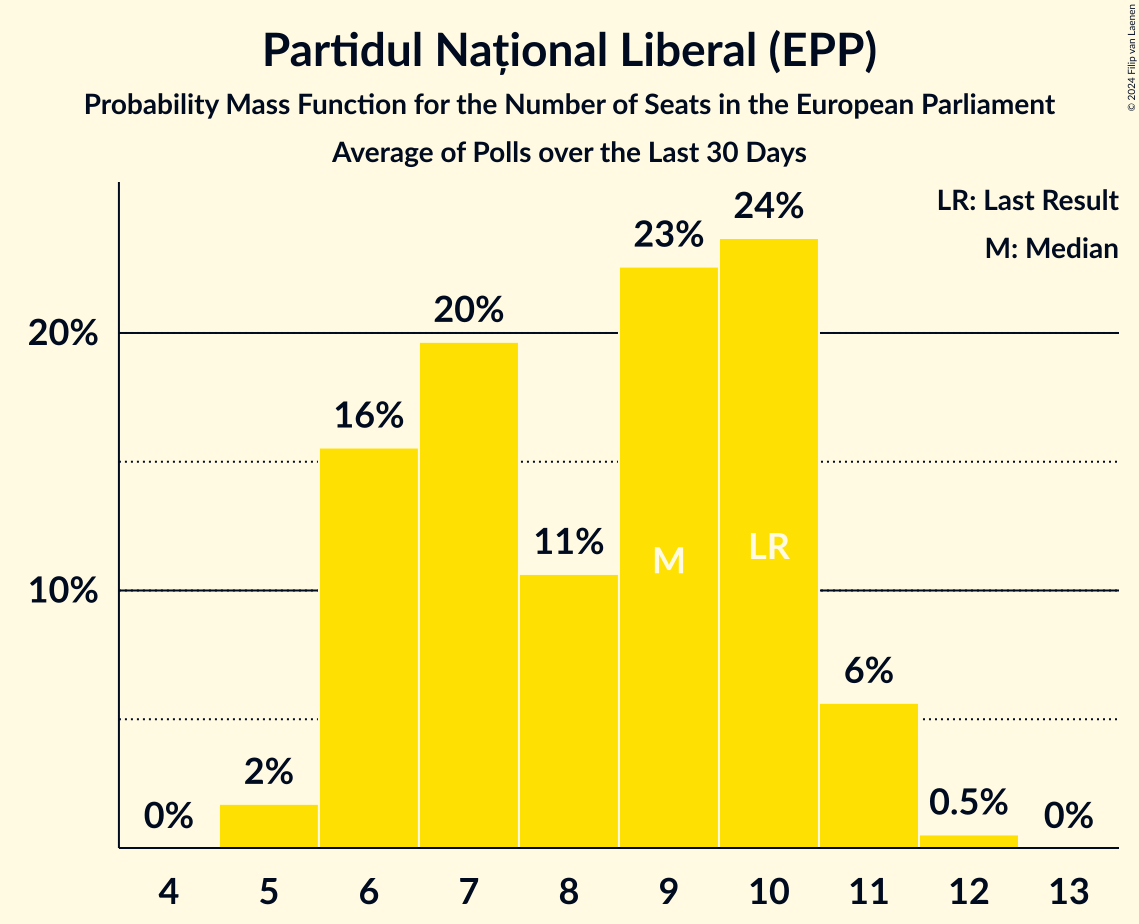 Partidul Național Liberal (EPP)
Probability Mass Function for the Number of Seats in the European Parliament
Average of Polls over the Last 30 Days
© 2024 Filip van Laenen
LR: Last Result
M: Median
20%
10%
0%
2%
16%
20%
11%
23%
24%
6%
0.5%
0%
M
LR
4
5
6
7
8
9
10
11
12
13